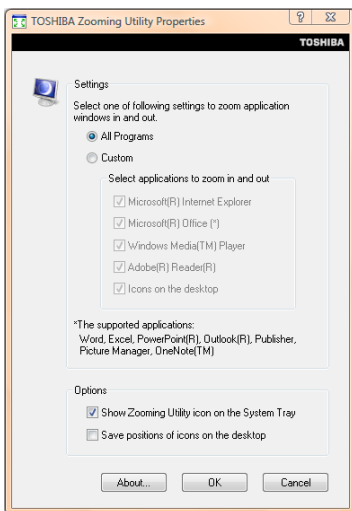 TOSHIBA Zooming Utility Properties
TOSHIBA
Settings
Select one of following settings to zoom application
windows in and out.
All Programs
Custom
Select applications to zoom in and out
Microsoft(R) Internet Explorer
Microsoft(R) Office (*)
Windows Media(TM) Player
Adobe(R) Reader(R)
Icons on the desktop
*The supported applications:
Word, Excel, PowerPoint(R), Outlook(R), Publisher,
Picture Manager, OneNote(TM)
Options
Show Zooming Utility icon on the System Tray
Save positions of icons on the desktop
About... OK Cancel